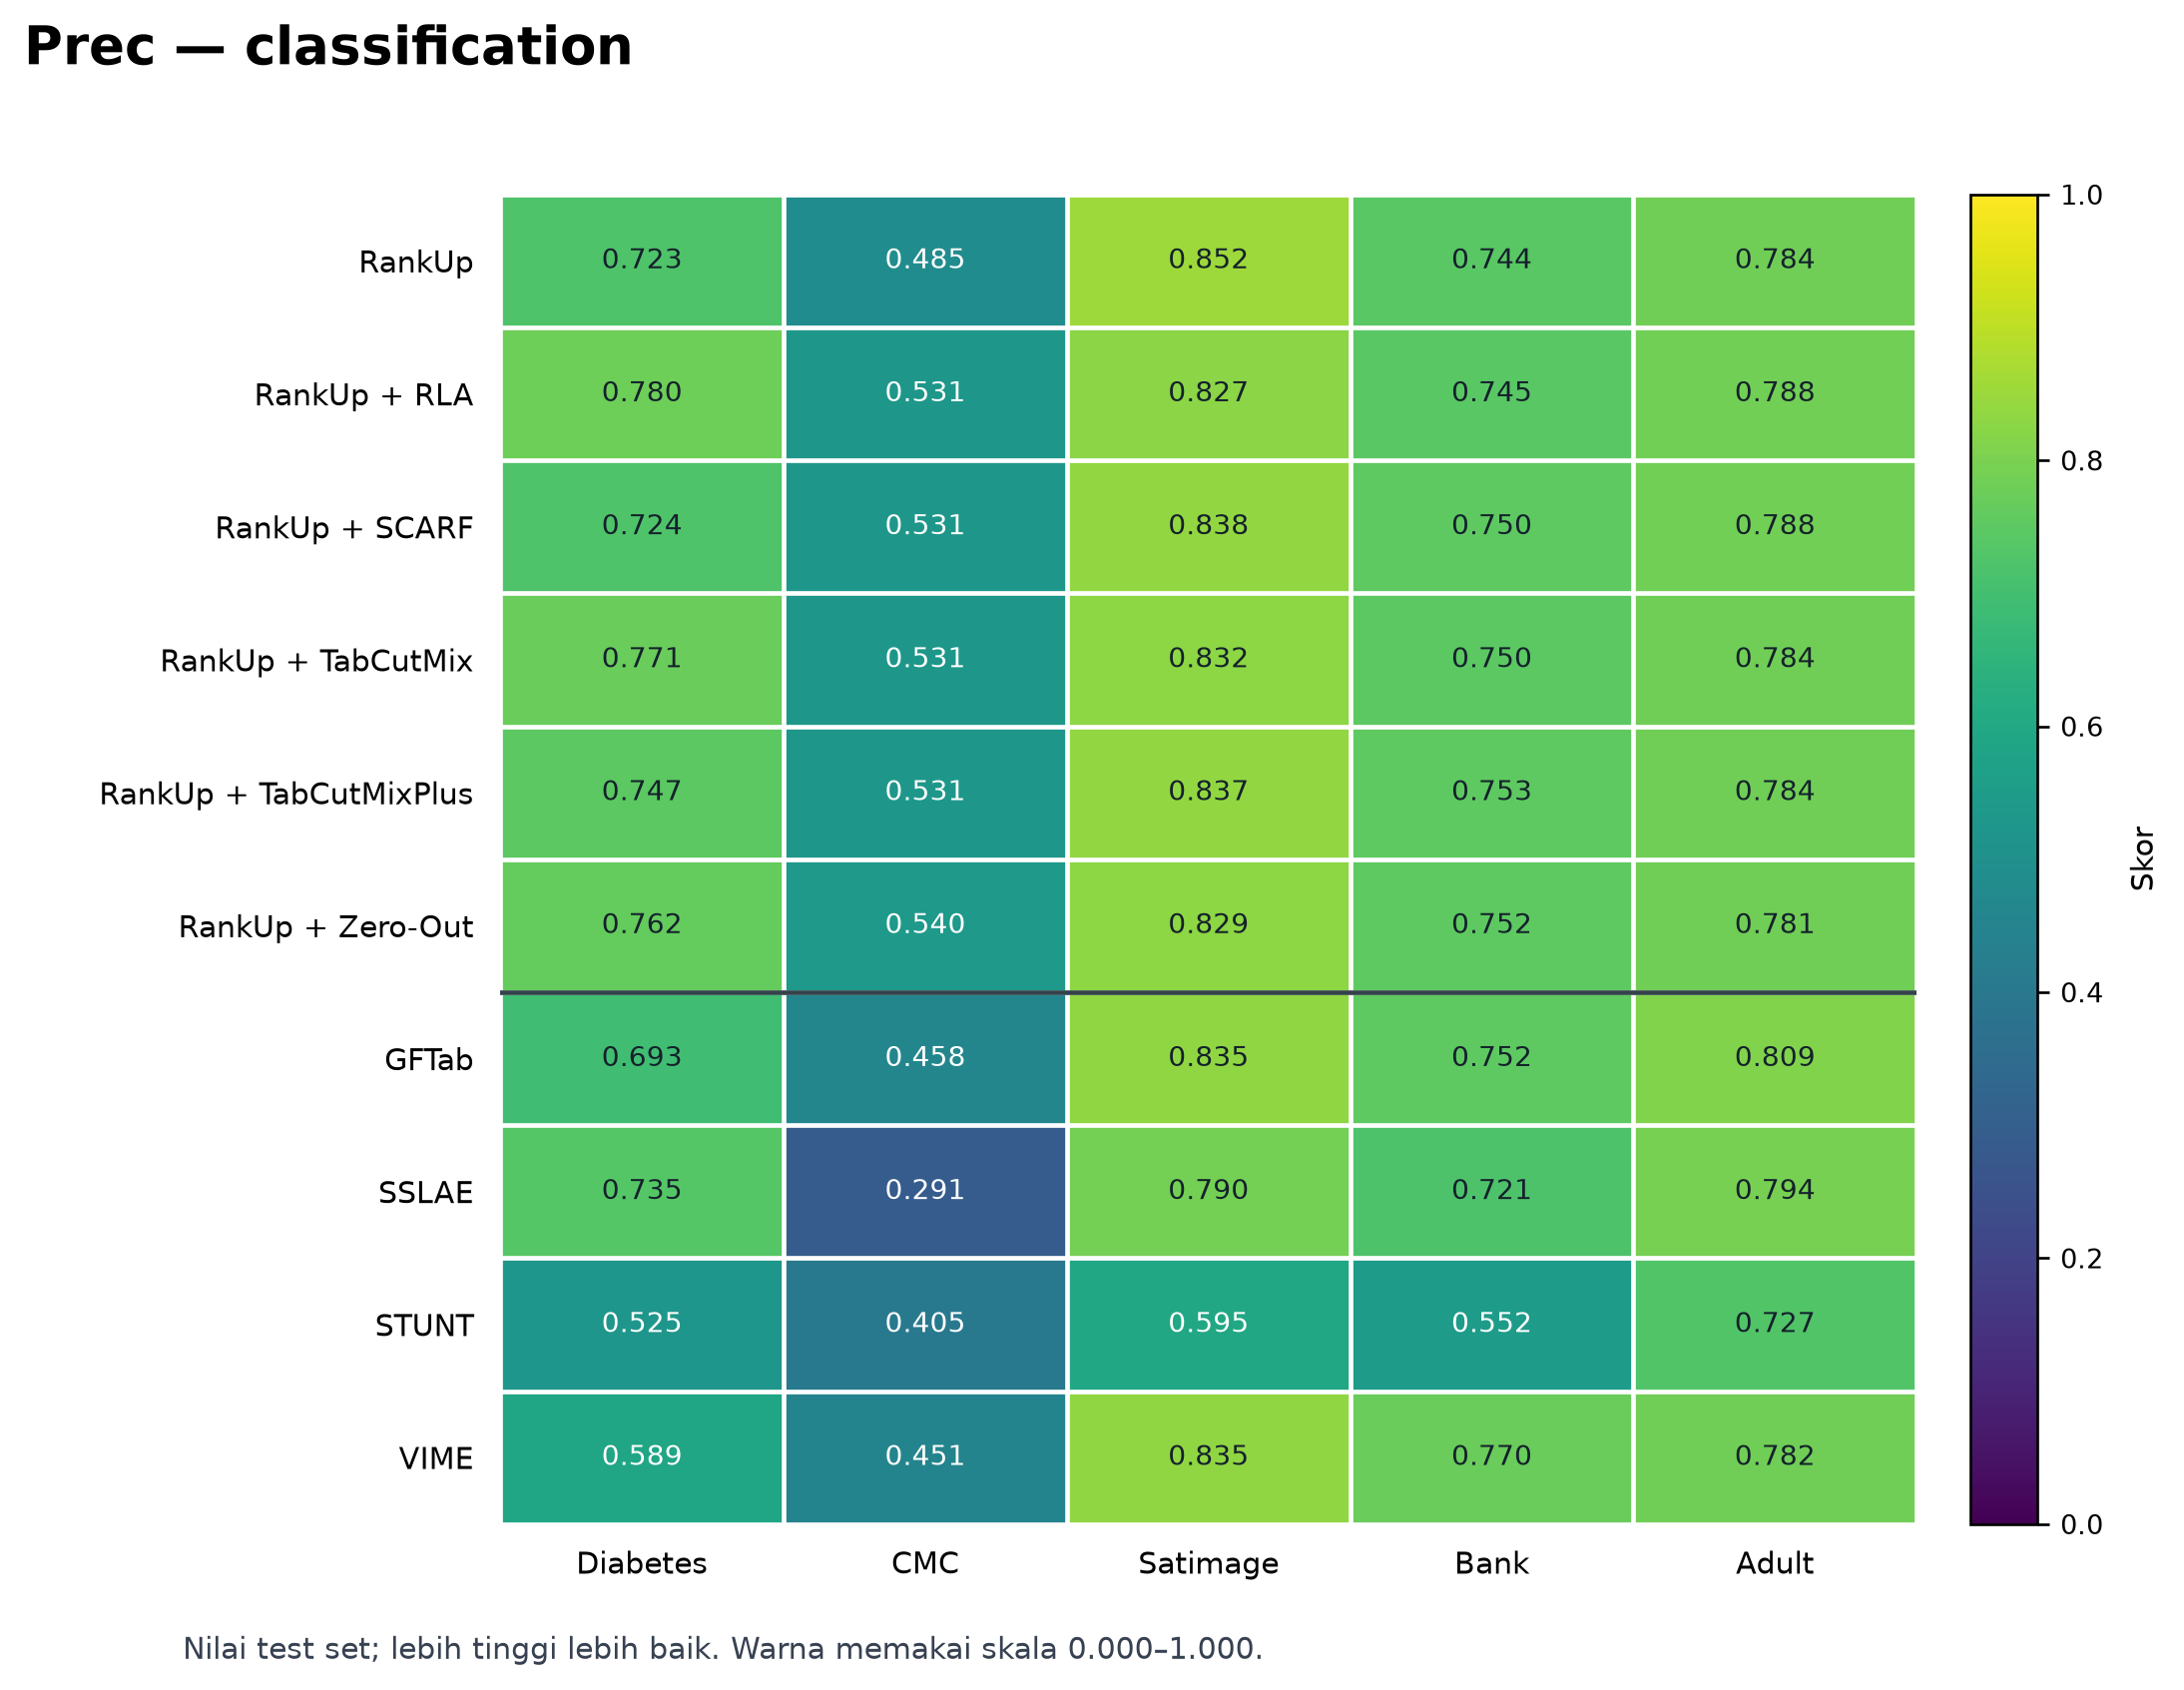 Prec — classification
RankUp 0.723 0.485 0.852 0.744 0.784
RankUp + RLA 0.780 0.531 0.827 0.745 0.788
RankUp + SCARF 0.724 0.531 0.838 0.750 0.788
RankUp + TabCutMix 0.771 0.531 0.832 0.750 0.784
RankUp + TabCutMixPlus 0.747 0.531 0.837 0.753 0.784
RankUp + Zero-Out 0.762 0.540 0.829 0.752 0.781
GFTab 0.693 0.458 0.835 0.752 0.809
SSLAE 0.735 0.291 0.790 0.721 0.794
STUNT 0.525 0.405 0.595 0.552 0.727
VIME 0.589 0.451 0.835 0.770 0.782
Diabetes CMC Satimage Bank Adult
1.0
0.8
0.6
0.4
0.2
0.0
Skor
Nilai test set; lebih tinggi lebih baik. Warna memakai skala 0.000–1.000.